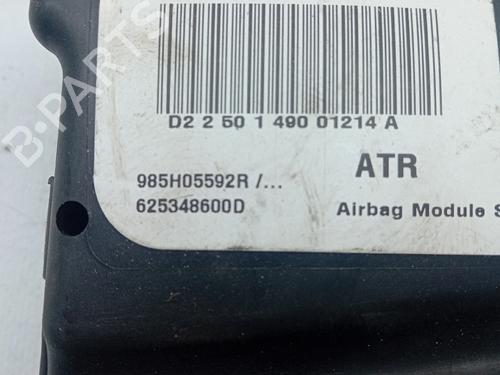 D2 2 50 1 490 01214 A
985H05592R /...
ATR
625348600D
Airbag Module S
B-PARTS